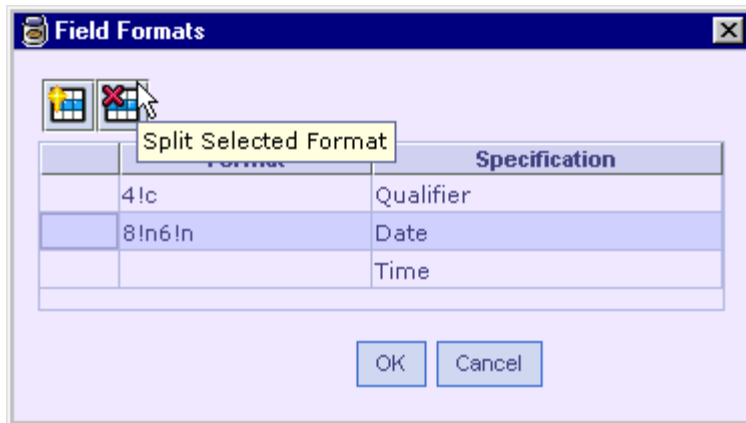 Field Formats
Split Selected Format
Specification
4!c Qualifier
8!n6!n Date
Time
OK Cancel